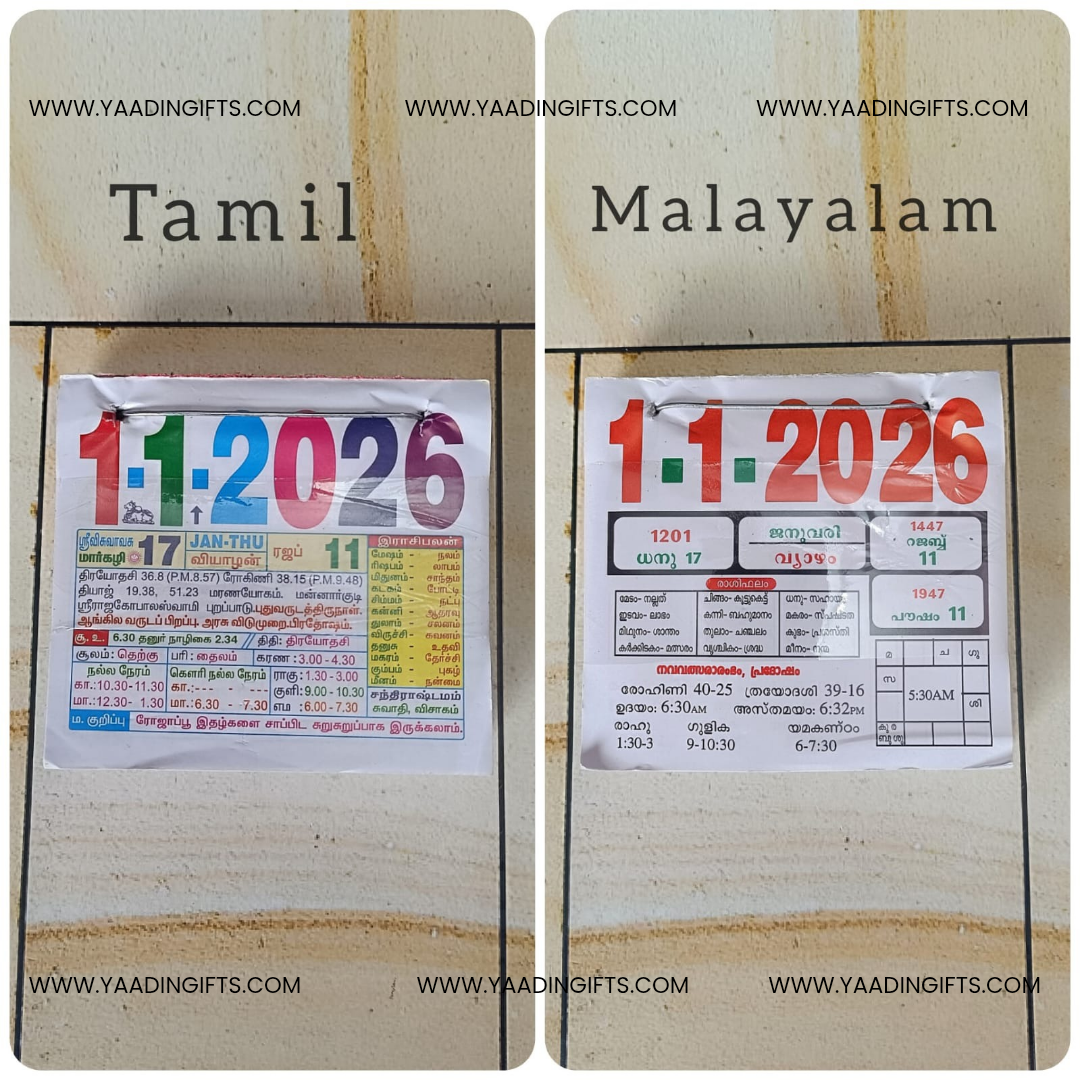 WWW.YAADINGIFTS.COM WWW.YAADINGIFTS.COM WWW.YAADINGIFTS.COM
Tamil
1·1·2026
ஸ்ரீவிசுவாவசு
மார்கழி 17
JAN-THU
வியாழன்
ரஜப் 11
திரயோதசி 36.8 (P.M.8.57) ரோகிணி 38.15 (P.M.9.48)
தியாஜ் 19.38, 51.23 மரணயோகம். மன்னார்குடி
ஸ்ரீராஜகோபாலஸ்வாமி புறப்பாடு.புதுவருடத்திருநாள்.
ஆங்கில வருடப் பிறப்பு. அரசு விடுமுறை.பிரதோஷம்.
சூ. உ. 6.30 தனுர் நாழிகை 2.34 // திதி: திரயோதசி
சூலம்: தெற்கு பரி : தைலம் கரண : 3.00 - 4.30
நல்ல நேரம்
கா.:10.30-11.30
மா.:12.30- 1.30
கௌரி நல்ல நேரம்
கா.: --- - ---
மா.:6.30 - 7.30
ராகு : 1.30 - 3.00
குளி: 9.00 - 10.30
எம : 6.00 - 7.30
இராசிபலன்
மேஷம் - நலம்
ரிஷபம் - லாபம்
மிதுனம் - சாந்தம்
கடகம் - போட்டி
சிம்மம் - நட்பு
கன்னி - ஆதரவு
துலாம் - சலனம்
விருச்சி - கவனம்
தனுசு - உதவி
மகரம் - தேர்ச்சி
கும்பம் - புகழ்
மீனம் - நன்மை
சந்திராஷ்டமம்
சுவாதி, விசாகம்
ம. குறிப்பு ரோஜாப்பூ இதழ்களை சாப்பிட சுறுசுறுப்பாக இருக்கலாம்.
Malayalam
1·1·2026
1201
ധനു 17
ജനുവരി
വ്യാഴം
1447
റജബ്ബ്
11
1947
പൗഷം 11
രാശിഫലം
മേടം- നല്ലത്
ഇടവം- ലാഭം
മിഥുനം- ശാന്തം
കർക്കിടകം- മത്സരം
ചിങ്ങം- കൂട്ടുകെട്ട്
കന്നി- ബഹുമാനം
തുലാം- ചഞ്ചലം
വൃശ്ചികം- ശ്രദ്ധ
ധനു- സഹായം
മകരം- സ്പഷ്ടത
കുഭം- പ്രശസ്തി
മീനം- നന്മ
നവവത്സരാരംഭം, പ്രദോഷം
രോഹിണി 40-25 ത്രയോദശി 39-16
ഉദയം: 6:30AM അസ്തമയം: 6:32PM
രാഹു ഗുളിക യമകണ്ഠം
1:30-3 9-10:30 6-7:30
മ ച ഗു
സ
5:30AM
ശി
കു ര
ബു ശു
WWW.YAADINGIFTS.COM WWW.YAADINGIFTS.COM WWW.YAADINGIFTS.COM